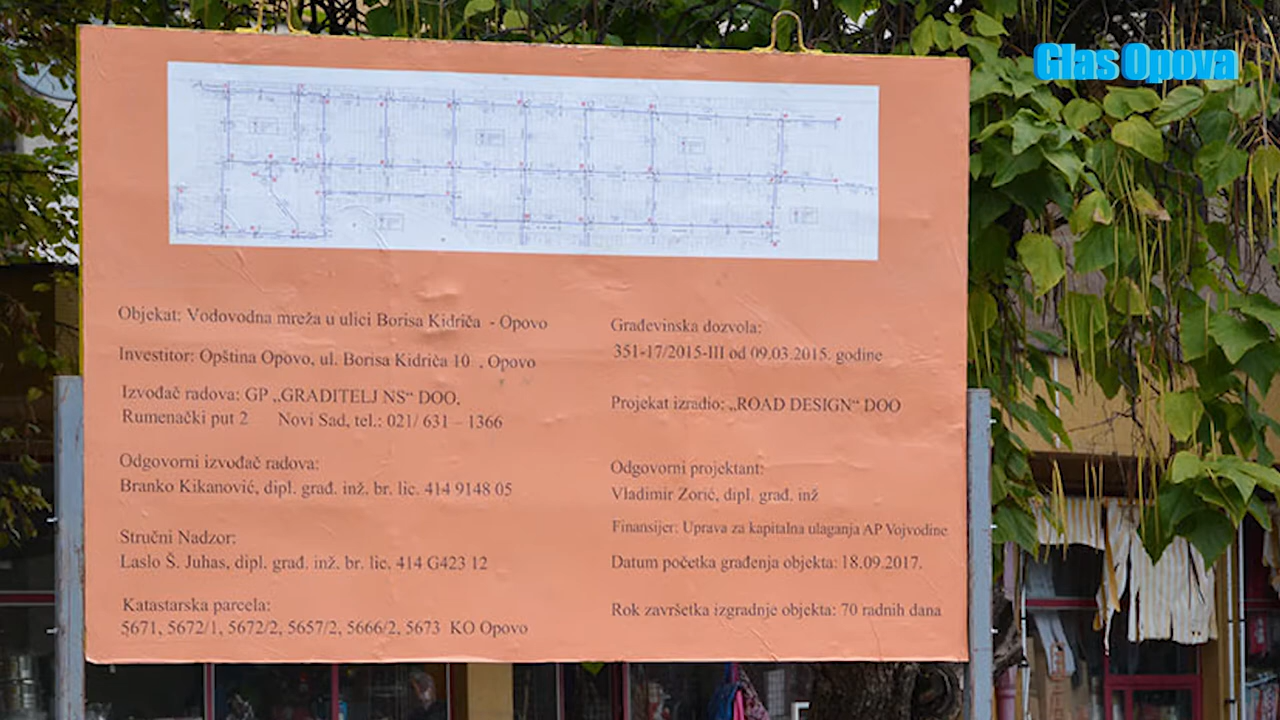 Glas Opova
Objekat: Vodovodna mreža u ulici Borisa Kidriča - Opovo
Investitor: Opština Opovo, ul. Borisa Kidriča 10 , Opovo
Izvođač radova: GP „GRADITELJ NS“ DOO,
Rumenački put 2 Novi Sad, tel.: 021/ 631 – 1366
Odgovorni izvođač radova:
Branko Kikanović, dipl. građ. inž. br. lic. 414 9148 05
Stručni Nadzor:
Laslo Š. Juhas, dipl. građ. inž. br. lic. 414 G423 12
Katastarska parcela:
5671, 5672/1, 5672/2, 5657/2, 5666/2, 5673 KO Opovo
Građevinska dozvola:
351-17/2015-III od 09.03.2015. godine
Projekat izradio: „ROAD DESIGN“ DOO
Odgovorni projektant:
Vladimir Zorić, dipl. građ. inž
Finansijer: Uprava za kapitalna ulaganja AP Vojvodine
Datum početka građenja objekta: 18.09.2017.
Rok završetka izgradnje objekta: 70 radnih dana